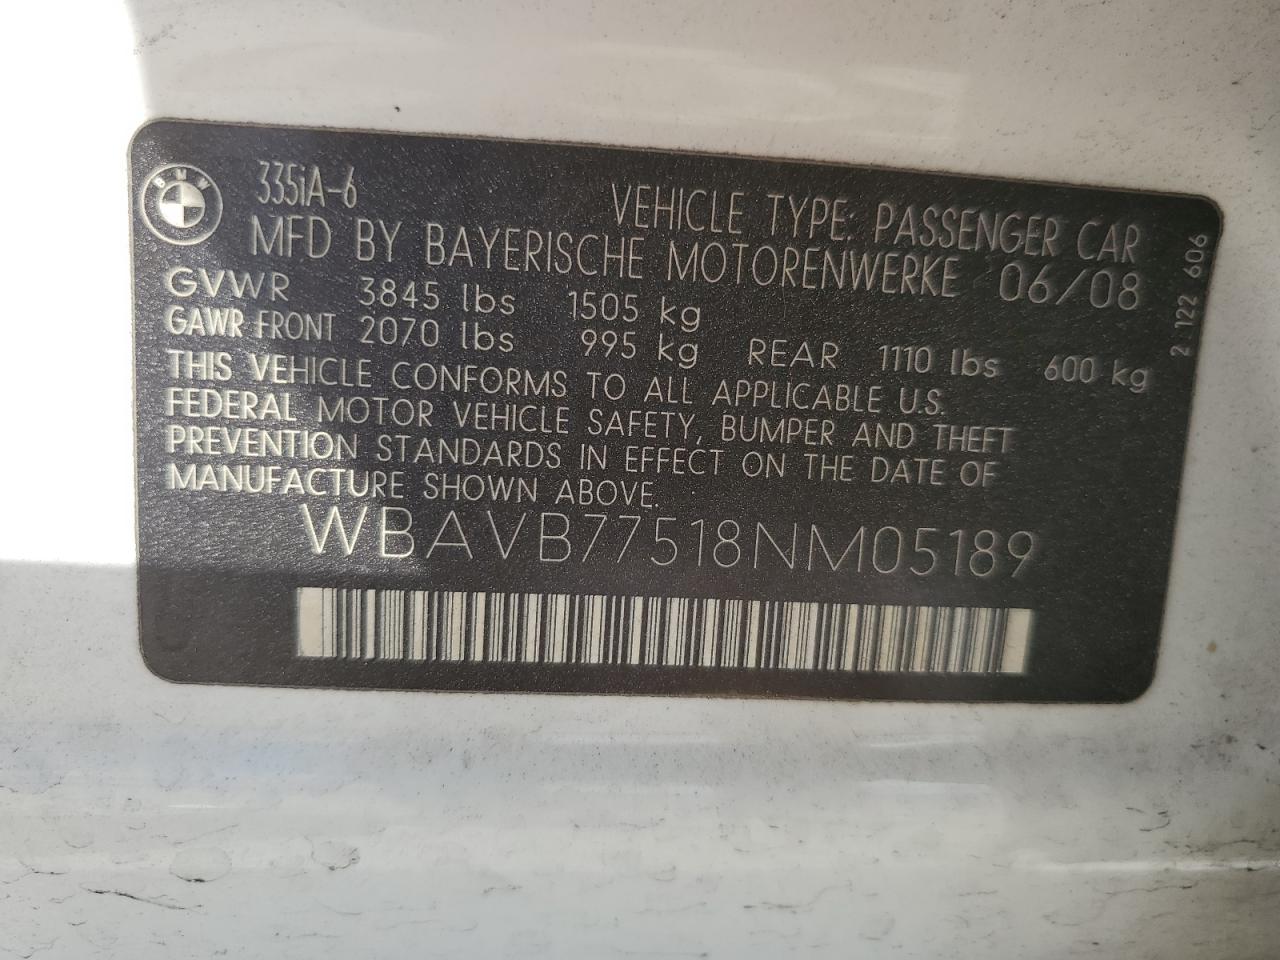 BMW
335iA-6
VEHICLE TYPE: PASSENGER CAR
MFD BY BAYERISCHE MOTORENWERKE 06/08
GVWR 3845 lbs 1505 kg
GAWR FRONT 2070 lbs 995 kg REAR 1110 lbs 600 kg
THIS VEHICLE CONFORMS TO ALL APPLICABLE U.S.
FEDERAL MOTOR VEHICLE SAFETY, BUMPER AND THEFT
PREVENTION STANDARDS IN EFFECT ON THE DATE OF
MANUFACTURE SHOWN ABOVE.
WBAVB77518NM05189
2 122 606